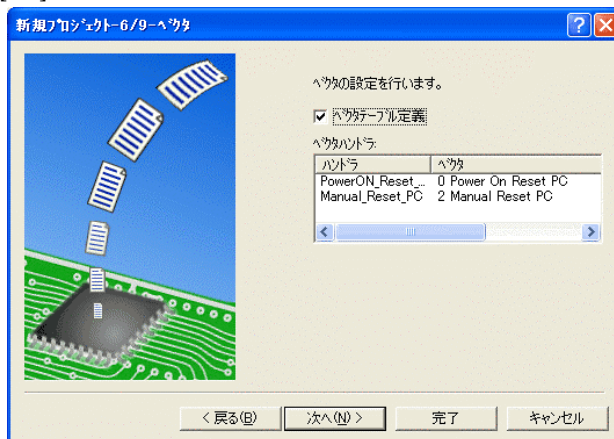 新規ﾌﾟﾛｼﾞｪｸﾄ-6/9-ﾍﾞｸﾀ
ﾍﾞｸﾀの設定を行います。
ﾍﾞｸﾀﾃｰﾌﾞﾙ定義
ﾍﾞｸﾀﾊﾝﾄﾞﾗ:
ﾊﾝﾄﾞﾗ ﾍﾞｸﾀ
PowerON_Reset_... 0 Power On Reset PC
Manual_Reset_PC 2 Manual Reset PC
< 戻る(B) 次へ(N) > 完了 キャンセル